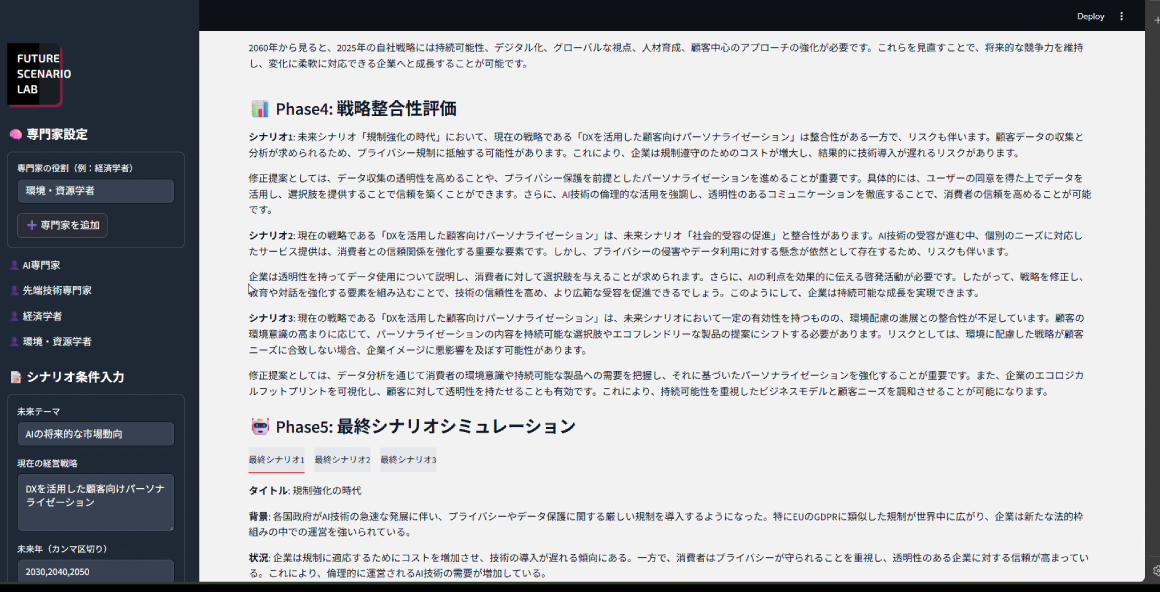 Deploy
FUTURE
SCENARIO
LAB
専門家設定
専門家の役割（例：経済学者）
環境・資源学者
専門家を追加
AI専門家
先端技術専門家
経済学者
環境・資源学者
シナリオ条件入力
未来テーマ
AIの将来的な市場動向
現在の経営戦略
DXを活用した顧客向けパーソナ
ライゼーション
未来年（カンマ区切り）
2030,2040,2050
2060年から見ると、2025年の自社戦略には持続可能性、デジタル化、グローバルな視点、人材育成、顧客中心のアプローチの強化が必要です。これらを見直すことで、将来的な競争力を維持
し、変化に柔軟に対応できる企業へと成長することが可能です。
Phase4: 戦略整合性評価
シナリオ1: 未来シナリオ「規制強化の時代」において、現在の戦略である「DXを活用した顧客向けパーソナライゼーション」は整合性がある一方で、リスクも伴います。顧客データの収集と
分析が求められるため、プライバシー規制に抵触する可能性があります。これにより、企業は規制遵守のためのコストが増大し、結果的に技術導入が遅れるリスクがあります。
修正提案としては、データ収集の透明性を高めることや、プライバシー保護を前提としたパーソナライゼーションを進めることが重要です。具体的には、ユーザーの同意を得た上でデータを
活用し、選択肢を提供することで信頼を築くことができます。さらに、AI技術の倫理的な活用を強調し、透明性のあるコミュニケーションを徹底することで、消費者の信頼を高めることが可能
です。
シナリオ2: 現在の戦略である「DXを活用した顧客向けパーソナライゼーション」は、未来シナリオ「社会的受容の促進」と整合性があります。AI技術の受容が進む中、個別のニーズに対応し
たサービス提供は、消費者との信頼関係を強化する重要な要素です。しかし、プライバシーの侵害やデータ利用に対する懸念が依然として存在するため、リスクも伴います。
企業は透明性を持ってデータ使用について説明し、消費者に対して選択肢を与えることが求められます。さらに、AIの利点を効果的に伝える啓発活動が必要です。したがって、戦略を修正し、
教育や対話を強化する要素を組み込むことで、技術の信頼性を高め、より広範な受容を促進できるでしょう。このようにして、企業は持続可能な成長を実現できます。
シナリオ3: 現在の戦略である「DXを活用した顧客向けパーソナライゼーション」は、未来シナリオにおいて一定の有効性を持つものの、環境配慮の進展との整合性が不足しています。顧客の
環境意識の高まりに応じて、パーソナライゼーションの内容を持続可能な選択肢やエコフレンドリーな製品の提案にシフトする必要があります。リスクとしては、環境に配慮した戦略が顧客
ニーズに合致しない場合、企業イメージに悪影響を及ぼす可能性があります。
修正提案としては、データ分析を通じて消費者の環境意識や持続可能な製品への需要を把握し、それに基づいたパーソナライゼーションを強化することが重要です。また、企業のエコロジカ
ルフットプリントを可視化し、顧客に対して透明性を持たせることも有効です。これにより、持続可能性を重視したビジネスモデルと顧客ニーズを調和させることが可能になります。
Phase5: 最終シナリオシミュレーション
最終シナリオ1 最終シナリオ2 最終シナリオ3
タイトル: 規制強化の時代
背景: 各国政府がAI技術の急速な発展に伴い、プライバシーやデータ保護に関する厳しい規制を導入するようになった。特にEUのGDPRに類似した規制が世界中に広がり、企業は新たな法的枠
組みの中での運営を強いられている。
状況: 企業は規制に適応するためにコストを増加させ、技術の導入が遅れる傾向にある。一方で、消費者はプライバシーが守られることを重視し、透明性のある企業に対する信頼が高まってい
る。これにより、倫理的に運営されるAI技術の需要が増加している。